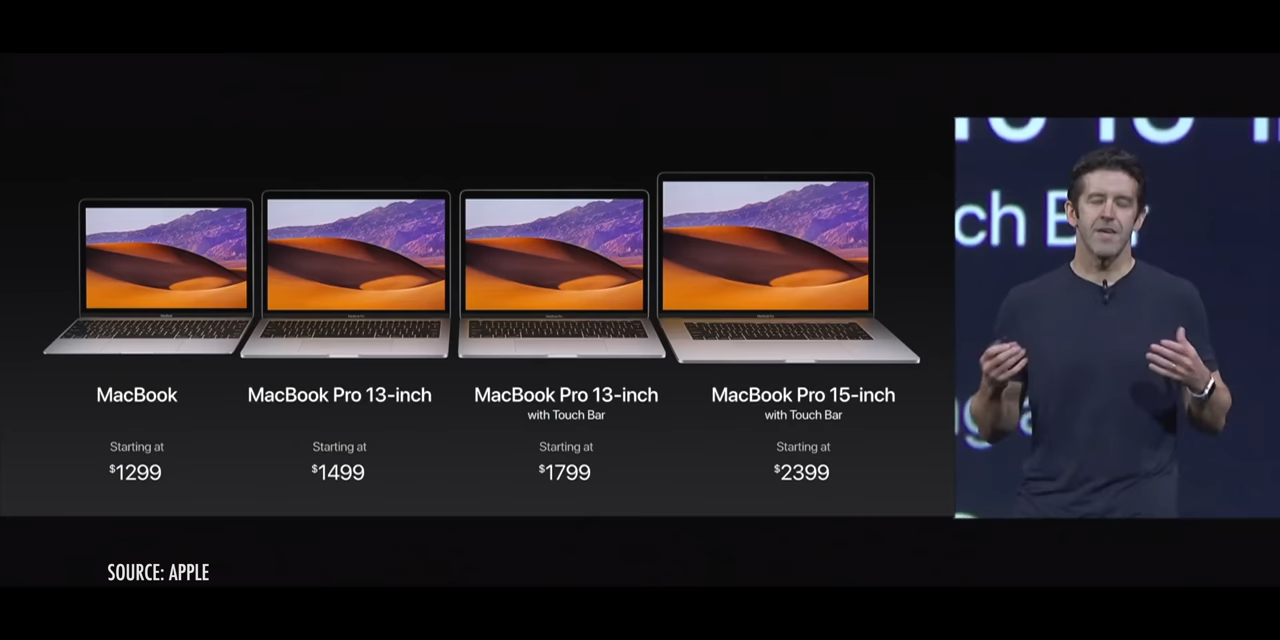 MacBook
Starting at
$1299
MacBook Pro 13-inch
Starting at
$1499
MacBook Pro 13-inch
with Touch Bar
Starting at
$1799
MacBook Pro 15-inch
with Touch Bar
Starting at
$2399
ch B
SOURCE: APPLE